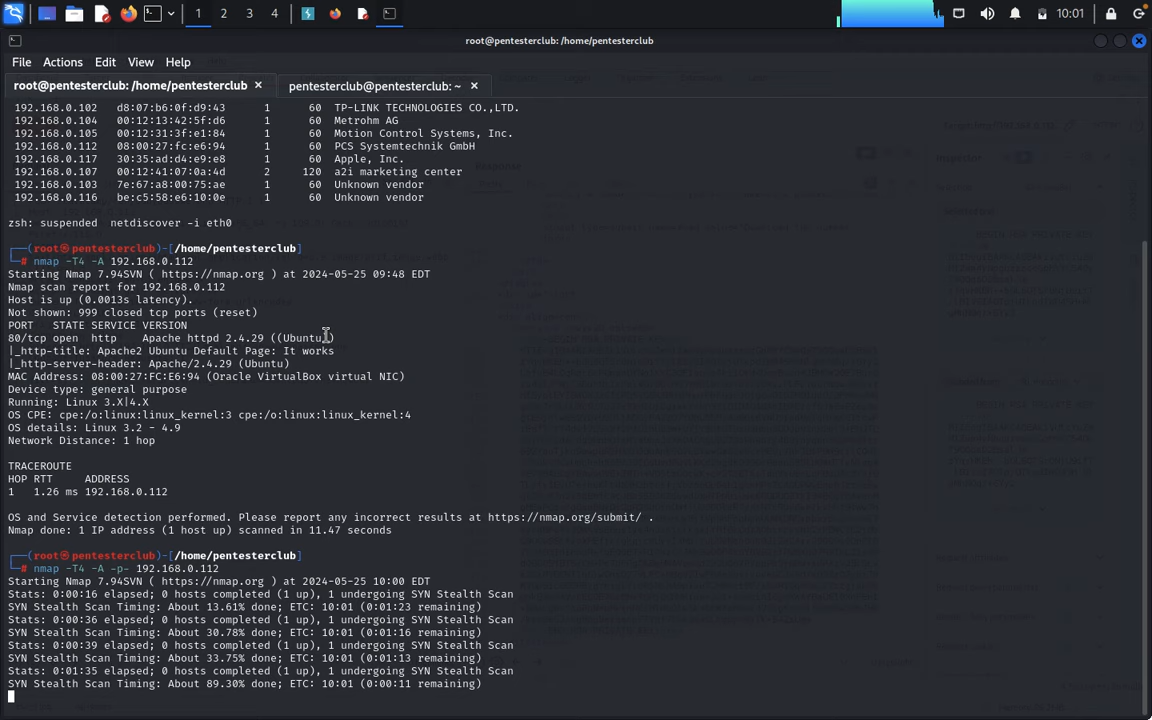 1 2 3 4 10:01
root@pentesterclub: /home/pentesterclub
File Actions Edit View Help
root@pentesterclub: /home/pentesterclub × pentesterclub@pentesterclub: ~ ×
192.168.0.102 d8:07:b6:0f:d9:43 1 60 TP-LINK TECHNOLOGIES CO.,LTD.
192.168.0.104 00:12:13:42:5f:d6 1 60 Metrohm AG
192.168.0.105 00:12:31:3f:e1:84 1 60 Motion Control Systems, Inc.
192.168.0.112 08:00:27:fc:e6:94 1 60 PCS Systemtechnik GmbH
192.168.0.117 30:35:ad:d4:e9:e8 1 60 Apple, Inc.
192.168.0.107 00:12:41:07:0a:4d 2 120 a2i marketing center
192.168.0.103 7e:67:a8:00:75:ae 1 60 Unknown vendor
192.168.0.116 be:c5:58:e6:10:0e 1 60 Unknown vendor
zsh: suspended netdiscover -i eth0
┌──(root㉿pentesterclub)-[/home/pentesterclub]
└─# nmap -T4 -A 192.168.0.112
Starting Nmap 7.94SVN ( https://nmap.org ) at 2024-05-25 09:48 EDT
Nmap scan report for 192.168.0.112
Host is up (0.0013s latency).
Not shown: 999 closed tcp ports (reset)
PORT STATE SERVICE VERSION
80/tcp open http Apache httpd 2.4.29 ((Ubuntu))
|_http-title: Apache2 Ubuntu Default Page: It works
|_http-server-header: Apache/2.4.29 (Ubuntu)
MAC Address: 08:00:27:FC:E6:94 (Oracle VirtualBox virtual NIC)
Device type: general purpose
Running: Linux 3.X|4.X
OS CPE: cpe:/o:linux:linux_kernel:3 cpe:/o:linux:linux_kernel:4
OS details: Linux 3.2 - 4.9
Network Distance: 1 hop
TRACEROUTE
HOP RTT ADDRESS
1 1.26 ms 192.168.0.112
OS and Service detection performed. Please report any incorrect results at https://nmap.org/submit/ .
Nmap done: 1 IP address (1 host up) scanned in 11.47 seconds
┌──(root㉿pentesterclub)-[/home/pentesterclub]
└─# nmap -T4 -A -p- 192.168.0.112
Starting Nmap 7.94SVN ( https://nmap.org ) at 2024-05-25 10:00 EDT
Stats: 0:00:16 elapsed; 0 hosts completed (1 up), 1 undergoing SYN Stealth Scan
SYN Stealth Scan Timing: About 13.61% done; ETC: 10:01 (0:01:23 remaining)
Stats: 0:00:36 elapsed; 0 hosts completed (1 up), 1 undergoing SYN Stealth Scan
SYN Stealth Scan Timing: About 30.78% done; ETC: 10:01 (0:01:16 remaining)
Stats: 0:00:39 elapsed; 0 hosts completed (1 up), 1 undergoing SYN Stealth Scan
SYN Stealth Scan Timing: About 33.75% done; ETC: 10:01 (0:01:13 remaining)
Stats: 0:01:35 elapsed; 0 hosts completed (1 up), 1 undergoing SYN Stealth Scan
SYN Stealth Scan Timing: About 89.30% done; ETC: 10:01 (0:00:11 remaining)